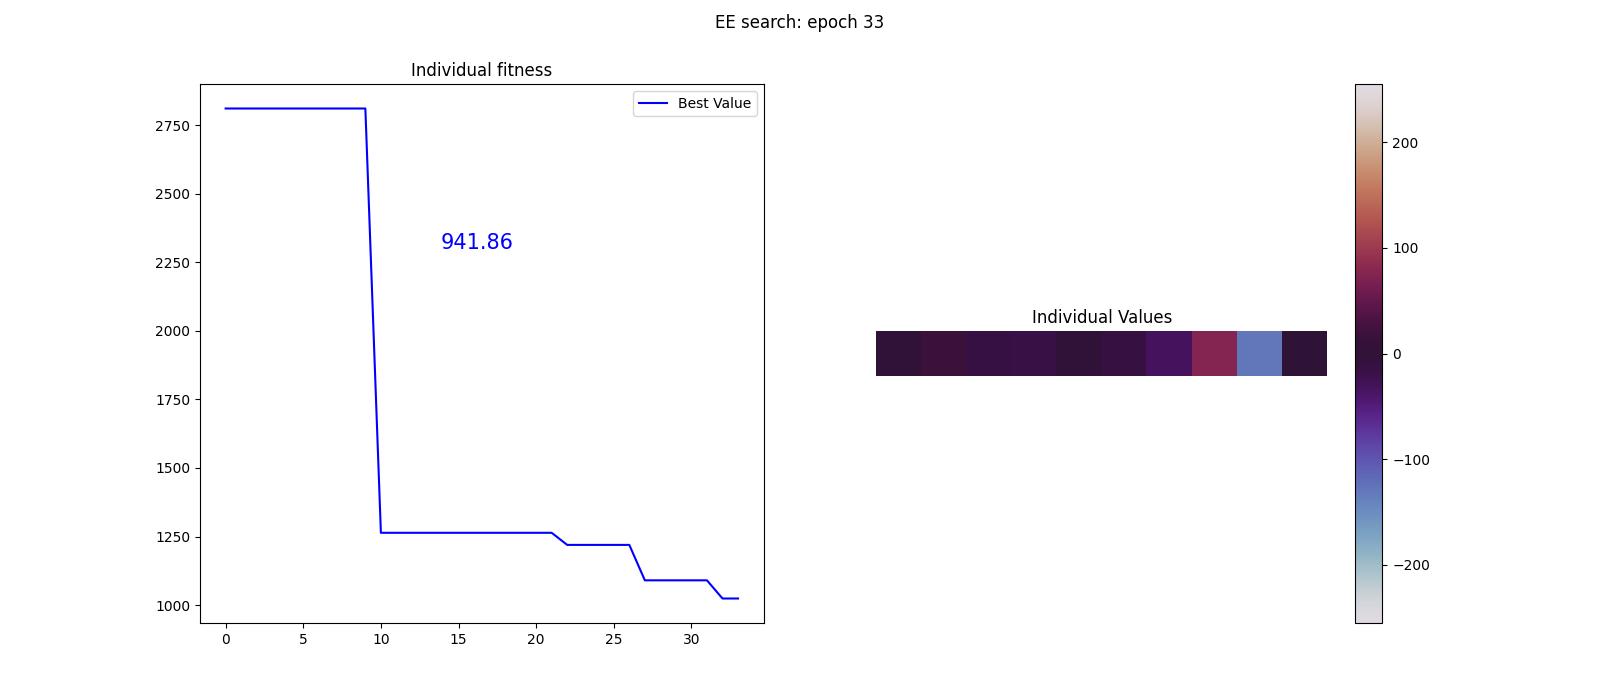 EE search: epoch 33
Individual fitness
Best Value
941.86
2750
2500
2250
2000
1750
1500
1250
1000
0 5 10 15 20 25 30
Individual Values
200
100
0
−100
−200